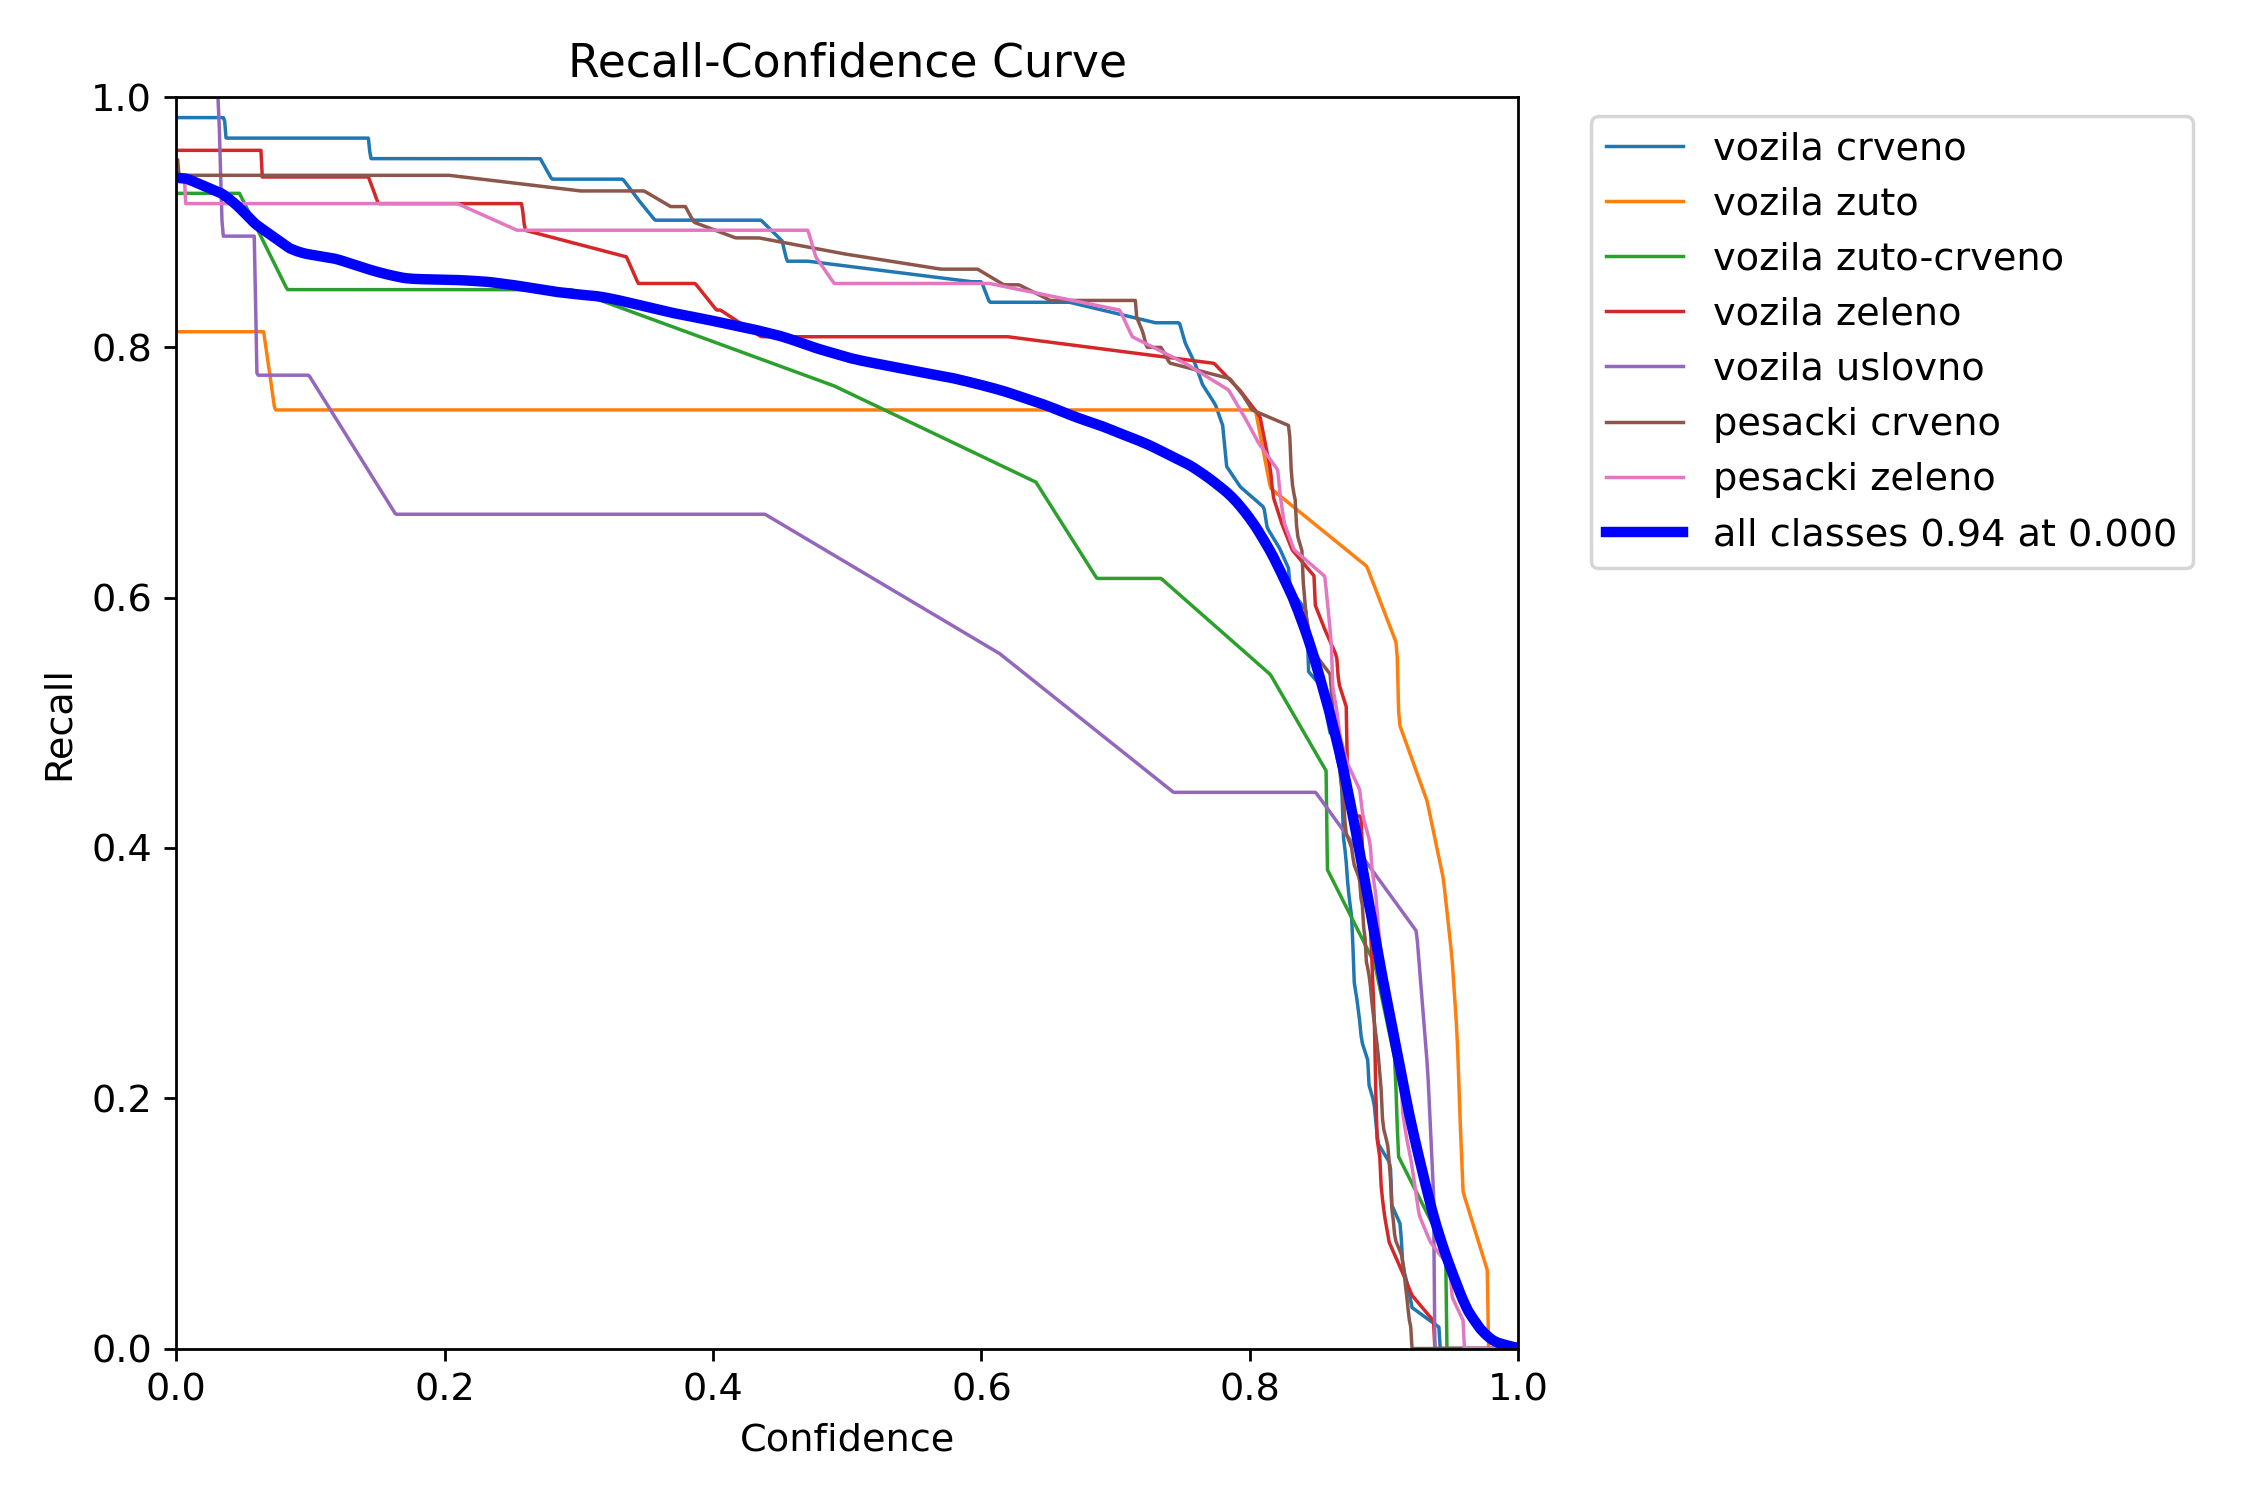 Recall-Confidence Curve
1.0
0.8
0.6
0.4
0.2
0.0
Recall
0.0 0.2 0.4 0.6 0.8 1.0
Confidence
vozila crveno
vozila zuto
vozila zuto-crveno
vozila zeleno
vozila uslovno
pesacki crveno
pesacki zeleno
all classes 0.94 at 0.000